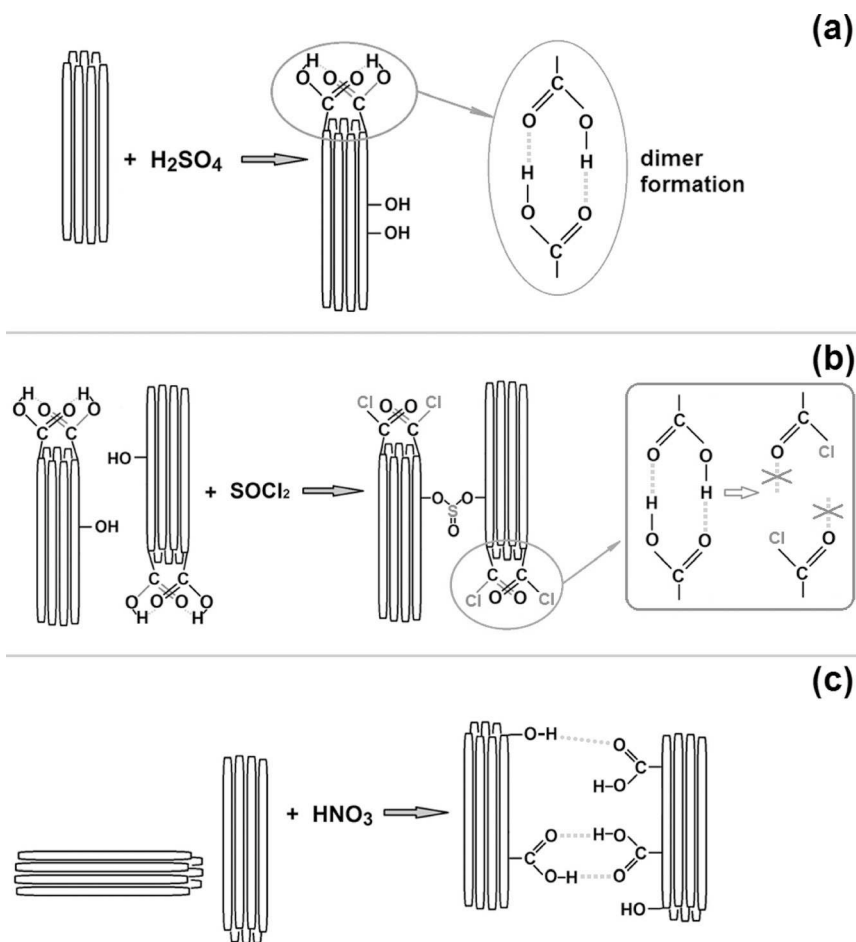 (a)
H H
O O O O
C C
+ H₂SO₄
OH
OH
C
O O
H
H
O O
C
dimer
formation
(b)
H H
O O O O
C C
OH
HO
C C
O O O O
H H
+ SOCl₂
Cl O O Cl
C C
O S O
O
C C
Cl O O Cl
C
O O
H
H
O O
C
C
O Cl
Cl O
C
(c)
+ HNO₃
O-H
O
C
H-O
O H-O
C C
O-H O
HO